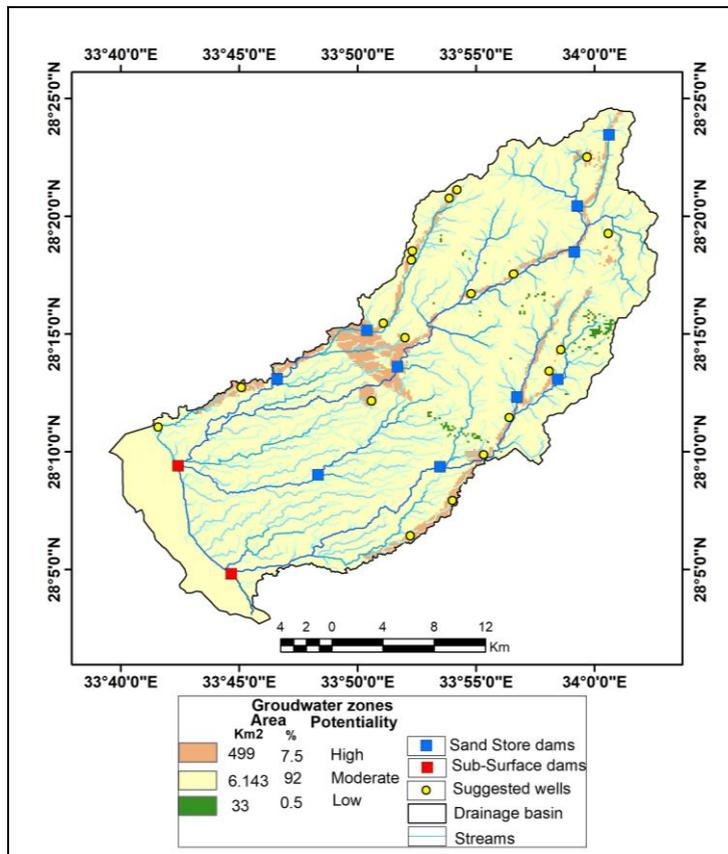 33°40'0"E 33°45'0"E 33°50'0"E 33°55'0"E 34°0'0"E
28°25'0"N 28°25'0"N
28°20'0"N 28°20'0"N
28°15'0"N 28°15'0"N
28°10'0"N 28°10'0"N
28°5'0"N 28°5'0"N
4 2 0 4 8 12
Km
33°40'0"E 33°45'0"E 33°50'0"E 33°55'0"E 34°0'0"E
Groudwater zones
Area Potentiality
Km2 %
499 7.5 High
6.143 92 Moderate
33 0.5 Low
Sand Store dams
Sub-Surface dams
Suggested wells
Drainage basin
Streams